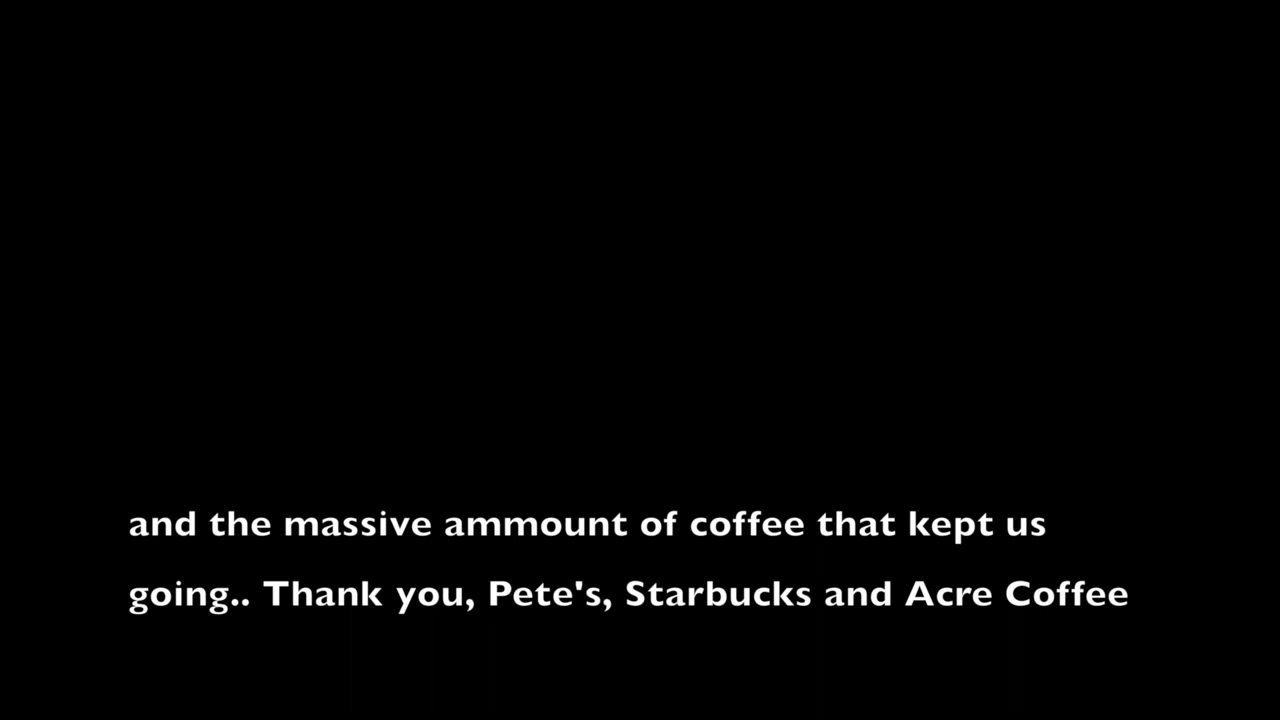 and the massive ammount of coffee that kept us
going.. Thank you, Pete's, Starbucks and Acre Coffee